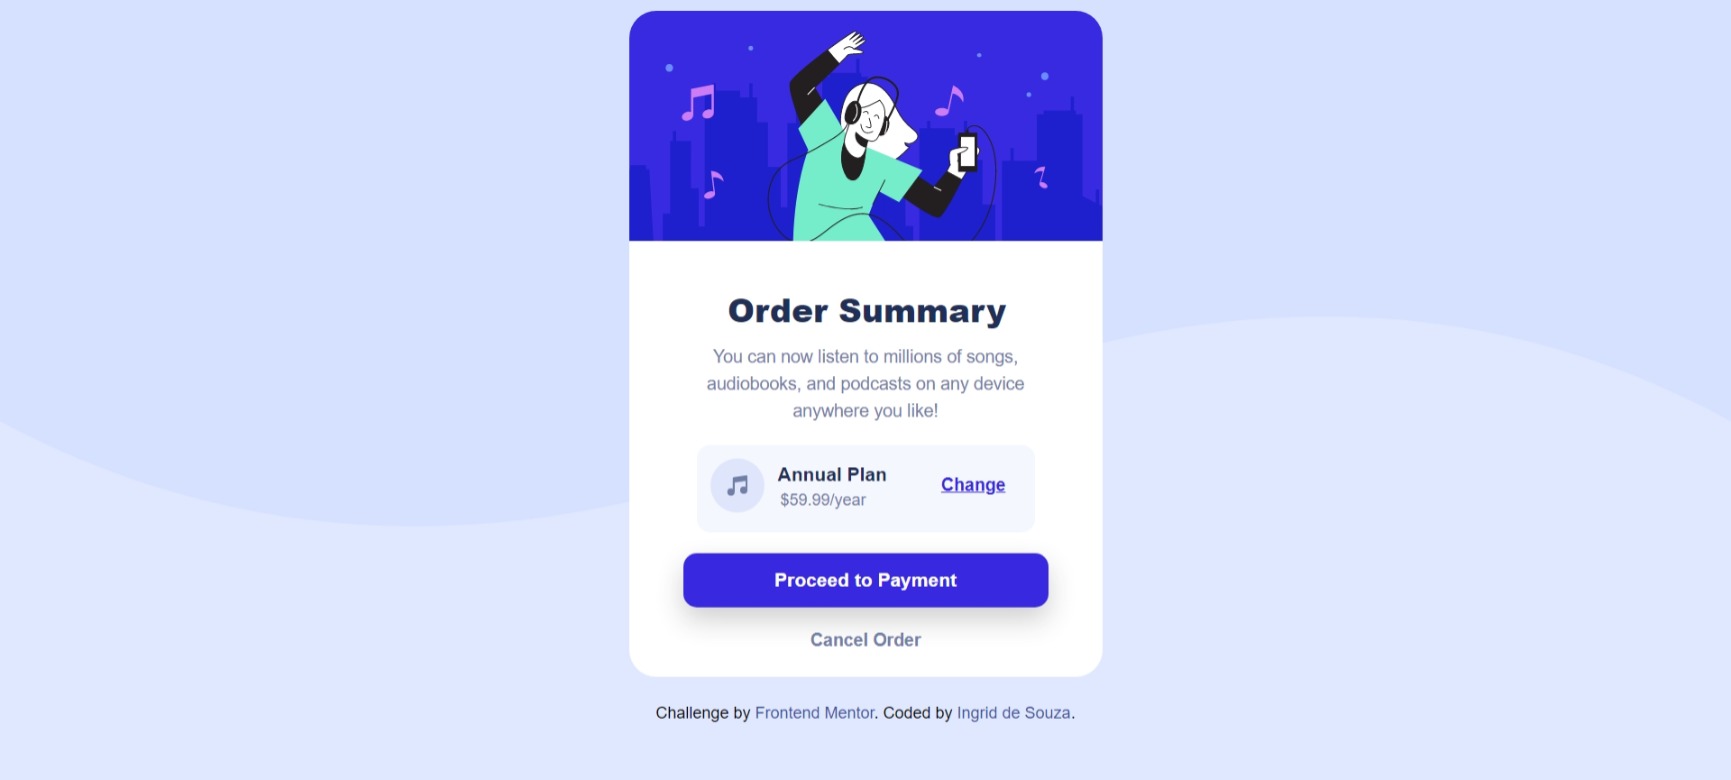 Order Summary
You can now listen to millions of songs,
audiobooks, and podcasts on any device
anywhere you like!
Annual Plan
$59.99/year
Change
Proceed to Payment
Cancel Order
Challenge by Frontend Mentor. Coded by Ingrid de Souza.